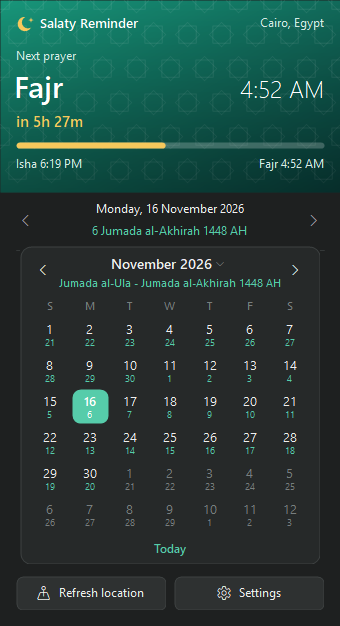 Salaty Reminder
Cairo, Egypt
Next prayer
Fajr 4:52 AM
in 5h 27m
Isha 6:19 PM Fajr 4:52 AM
Monday, 16 November 2026
6 Jumada al-Akhirah 1448 AH
November 2026
Jumada al-Ula - Jumada al-Akhirah 1448 AH
S M T W T F S
1 2 3 4 5 6 7
21 22 23 24 25 26 27
8 9 10 11 12 13 14
28 29 30 1 2 3 4
15 16 17 18 19 20 21
5 6 7 8 9 10 11
22 23 24 25 26 27 28
12 13 14 15 16 17 18
29 30 1 2 3 4 5
19 20 21 22 23 24 25
6 7 8 9 10 11 12
26 27 28 29 1 2 3
Today
Refresh location
Settings